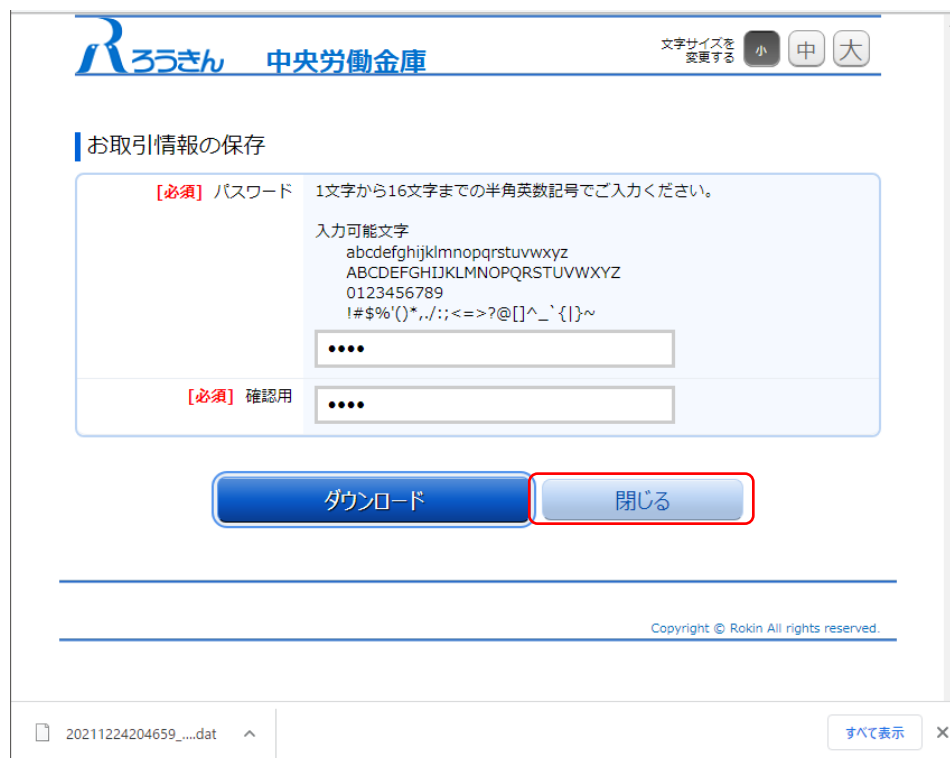 ろうきん 中央労働金庫
文字サイズを
変更する
小 中 大
お取引情報の保存
[必須] パスワード
1文字から16文字までの半角英数記号でご入力ください。
入力可能文字
abcdefghijklmnopqrstuvwxyz
ABCDEFGHIJKLMNOPQRSTUVWXYZ
0123456789
!#$%'()*,./:;<=>?@[]^_`{|}~
••••
[必須] 確認用
••••
ダウンロード 閉じる
Copyright © Rokin All rights reserved.
20211224204659_....dat すべて表示